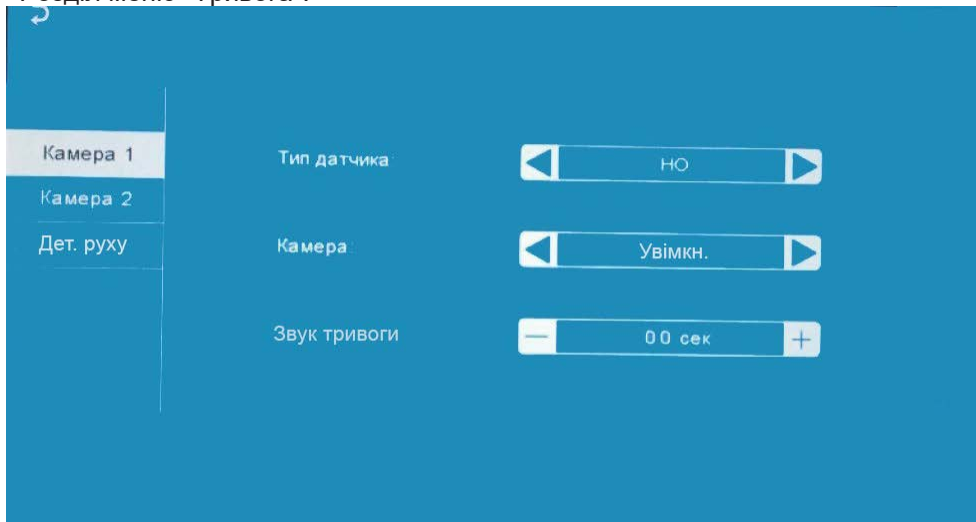 Камера 1
Камера 2
Дет. руху
Тип датчика
НО
Камера:
Увімкн.
Звук тривоги
00 сек